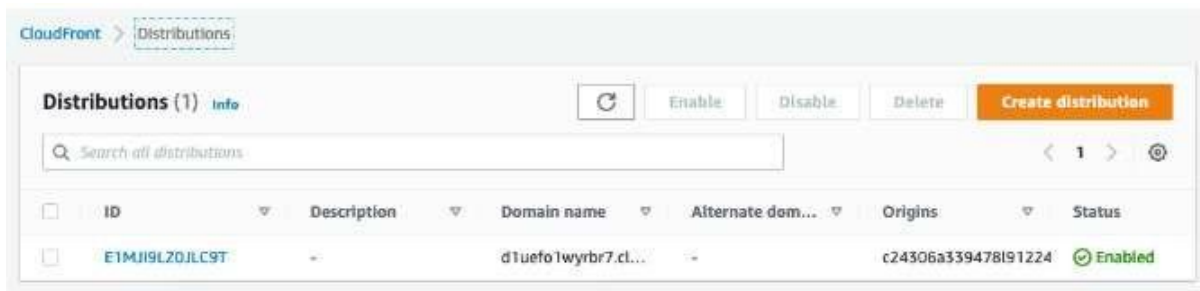 CloudFront > Distributions
Distributions (1) Info Enable Disable Delete Create distribution
Search all distributions < 1 >
ID Description Domain name Alternate dom... Origins Status
E1MJI9LZ0JLC9T - d1uefo1wyrbr7.cl... - c24306a339478l91224 Enabled